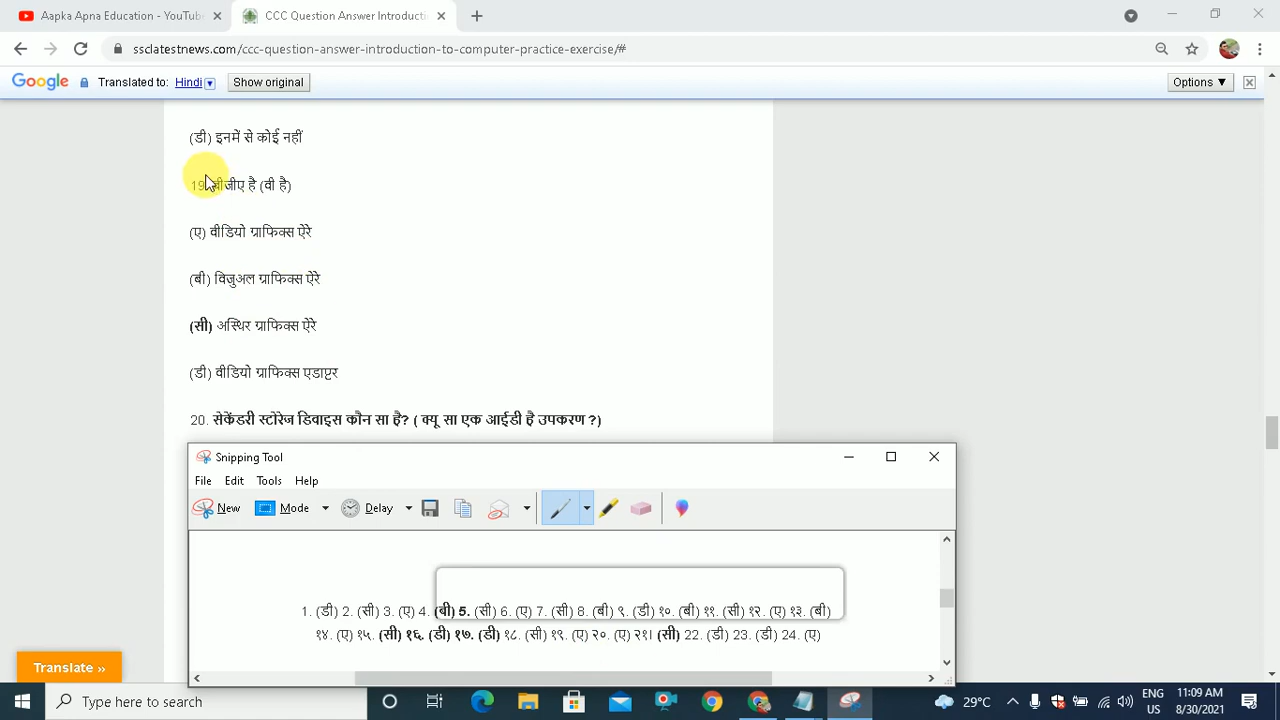 Aapka Apna Education - YouTu
CCC Question Answer Introducti
ssclatestnews.com/ccc-question-answer-introduction-to-computer-practice-exercise/#
Google Translated to: Hindi Show original Options ▼
(डी) इनमें से कोई नहीं
19. वीजीए है (वी है)
(ए) वीडियो ग्राफिक्स ऐरे
(बी) विजुअल ग्राफिक्स ऐरे
(सी) अस्थिर ग्राफिक्स ऐरे
(डी) वीडियो ग्राफिक्स एडाप्टर
20. सेकेंडरी स्टोरेज डिवाइस कौन सा है? ( क्यू सा एक आईडी है उपकरण ?)
Snipping Tool
File Edit Tools Help
New Mode Delay
1. (डी) 2. (सी) 3. (ए) 4. (बी) 5. (सी) 6. (ए) 7. (सी) 8. (बी) ९. (डी) १०. (बी) ११. (सी) १२. (ए) १३. (बी)
१४. (ए) १५. (सी) १६. (डी) १७. (डी) १८. (सी) १९. (ए) २०. (ए) २१। (सी) 22. (डी) 23. (डी) 24. (ए)
Translate »
Type here to search
29°C
ENG
US
11:09 AM
8/30/2021